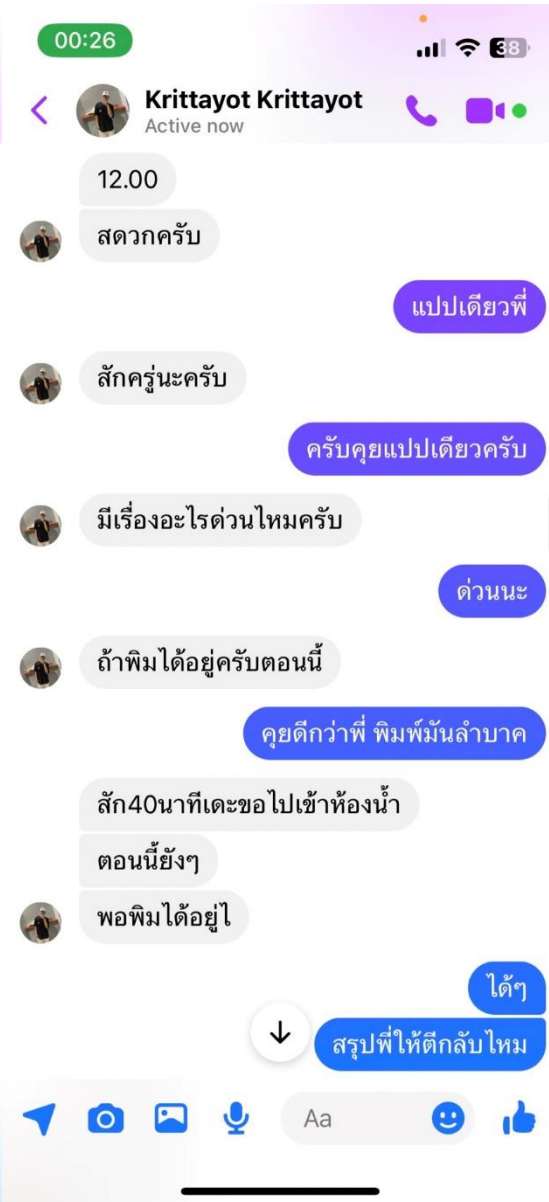 00:26
38
Krittayot Krittayot
Active now
12.00
สดวกครับ
แปปเดียวพี่
สักครู่นะครับ
ครับคุยแปปเดียวครับ
มีเรื่องอะไรด่วนไหมครับ
ด่วนนะ
ถ้าพิมได้อยู่ครับตอนนี้
คุยดีกว่าพี่ พิมพ์มันลำบาค
สัก40นาทีเดะขอไปเข้าห้องน้ำ
ตอนนี้ยังๆ
พอพิมได้อยู่ไ
ได้ๆ
สรุปพี่ให้ตีกลับไหม
Aa